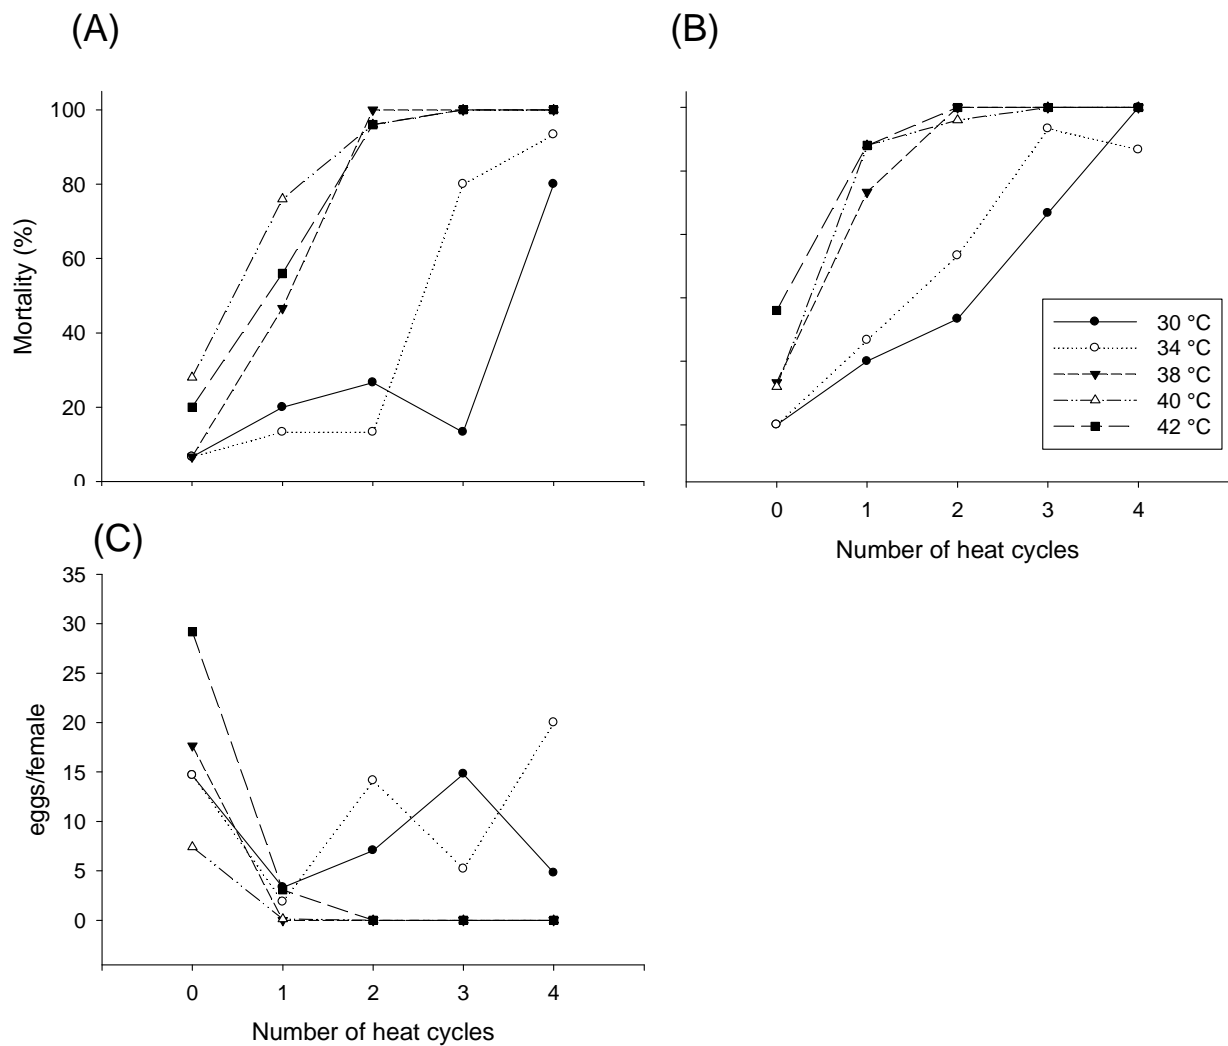 (A)
(B)
100
80
60
40
20
0
Mortality (%)
30 °C
34 °C
38 °C
40 °C
42 °C
0 1 2 3 4
Number of heat cycles
(C)
35
30
25
20
15
10
5
0
eggs/female
0 1 2 3 4
Number of heat cycles